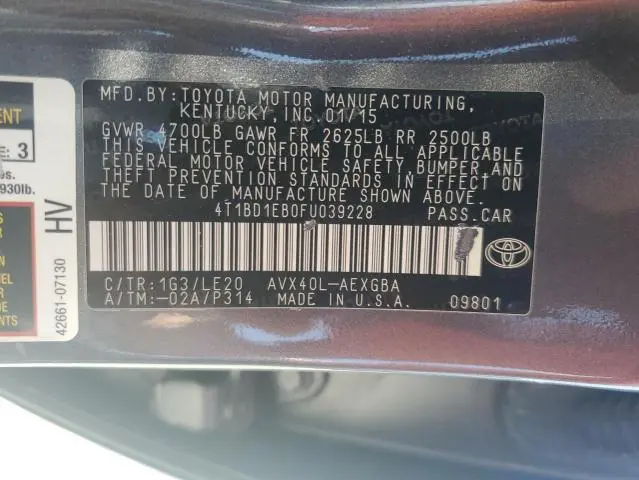 MFD.BY:TOYOTA MOTOR MANUFACTURING,
KENTUCKY, INC. 01/15
GVWR 4700LB GAWR FR 2625LB RR 2500LB
THIS VEHICLE CONFORMS TO ALL APPLICABLE
FEDERAL MOTOR VEHICLE SAFETY, BUMPER, AND
THEFT PREVENTION STANDARDS IN EFFECT ON
THE DATE OF MANUFACTURE SHOWN ABOVE.
4T1BD1EB0FU039228 PASS.CAR
C/TR:1G3/LE20 AVX40L-AEXGBA
A/TM:-02A/P314 MADE IN U.S.A. 09801
TOYOTA
ENT
E: 3
s.
930lb.
HV
42661-07130
MENTS